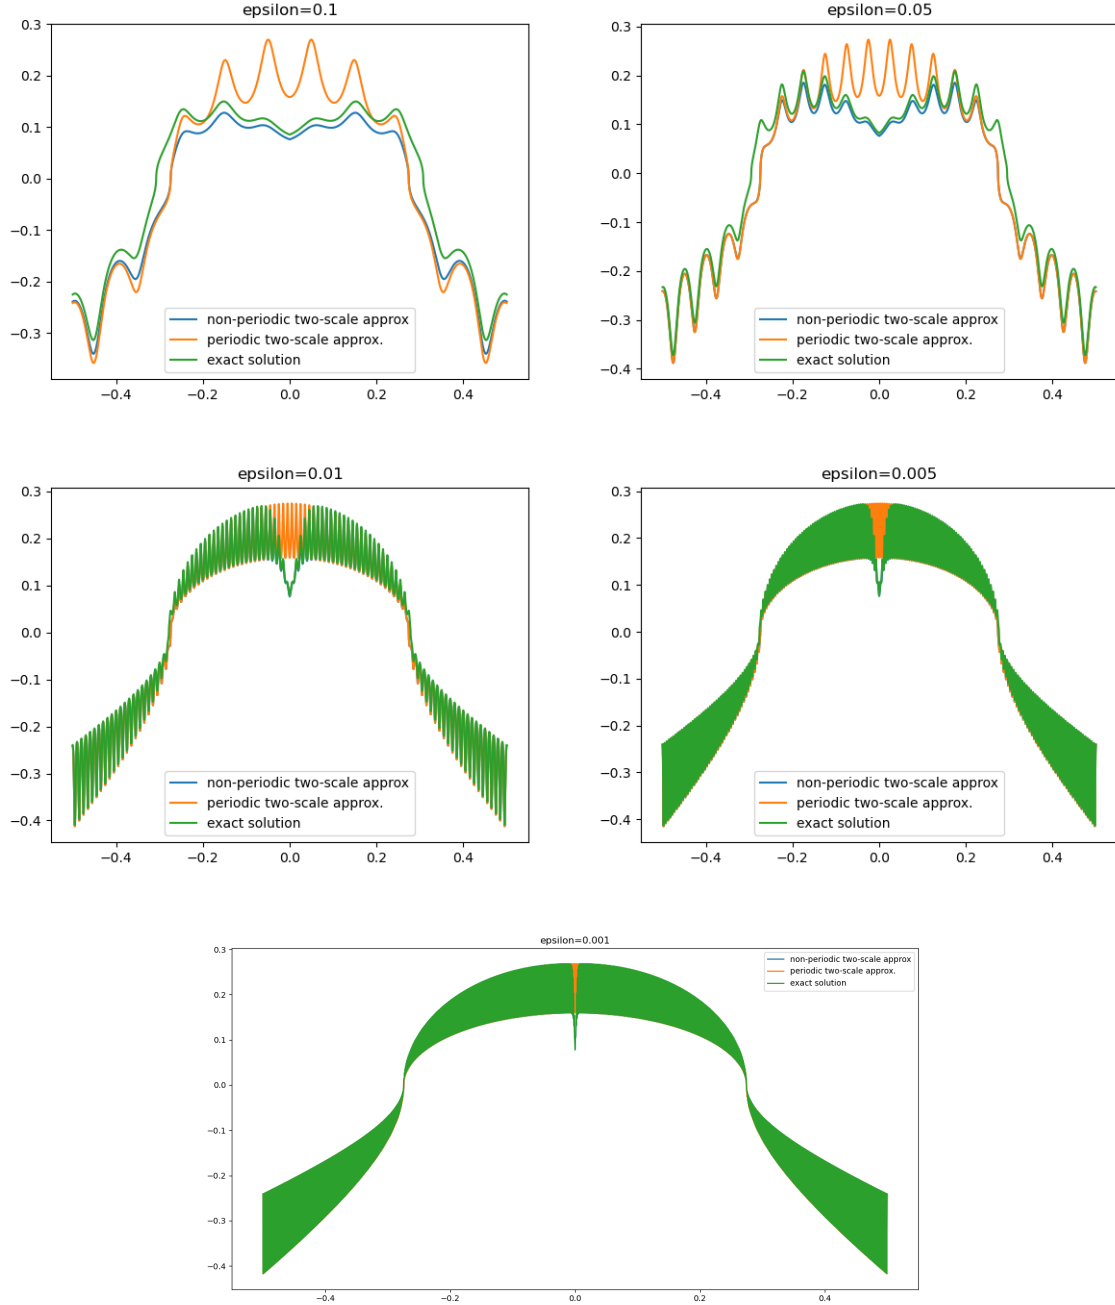 epsilon=0.1
0.3
0.2
0.1
0.0
−0.1
−0.2
−0.3
non-periodic two-scale approx
periodic two-scale approx.
exact solution
−0.4 −0.2 0.0 0.2 0.4
epsilon=0.05
0.3
0.2
0.1
0.0
−0.1
−0.2
−0.3
−0.4
non-periodic two-scale approx
periodic two-scale approx.
exact solution
−0.4 −0.2 0.0 0.2 0.4
epsilon=0.01
0.3
0.2
0.1
0.0
−0.1
−0.2
−0.3
−0.4
non-periodic two-scale approx
periodic two-scale approx.
exact solution
−0.4 −0.2 0.0 0.2 0.4
epsilon=0.005
0.3
0.2
0.1
0.0
−0.1
−0.2
−0.3
−0.4
non-periodic two-scale approx
periodic two-scale approx.
exact solution
−0.4 −0.2 0.0 0.2 0.4
epsilon=0.001
0.3
0.2
0.1
0.0
−0.1
−0.2
−0.3
−0.4
non-periodic two-scale approx
periodic two-scale approx.
exact solution
−0.4 −0.2 0.0 0.2 0.4